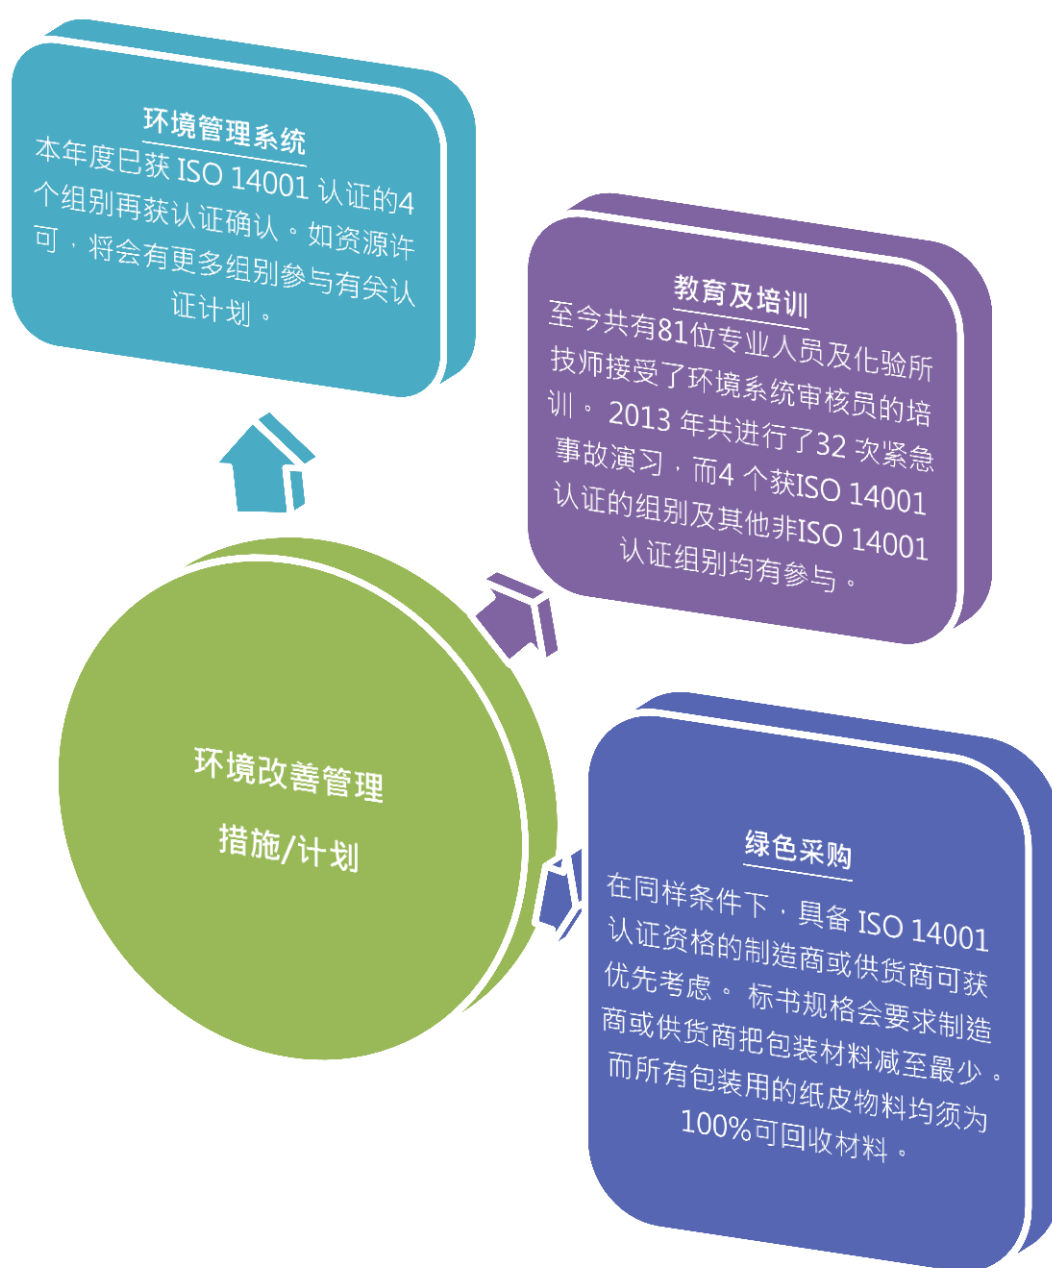 环境管理系统
本年度已获 ISO 14001 认证的4
个组别再获认证确认。如资源许
可，将会有更多组别參与有关认
证计划。
教育及培训
至今共有81位专业人员及化验所
技师接受了环境系统审核员的培
训。 2013 年共进行了32 次紧急
事故演习，而4 个获ISO 14001
认证的组别及其他非ISO 14001
认证组别均有參与。
环境改善管理
措施/计划
绿色采购
在同样条件下，具备 ISO 14001
认证资格的制造商或供货商可获
优先考虑。 标书规格会要求制造
商或供货商把包装材料减至最少。
而所有包装用的纸皮物料均须为
100%可回收材料。